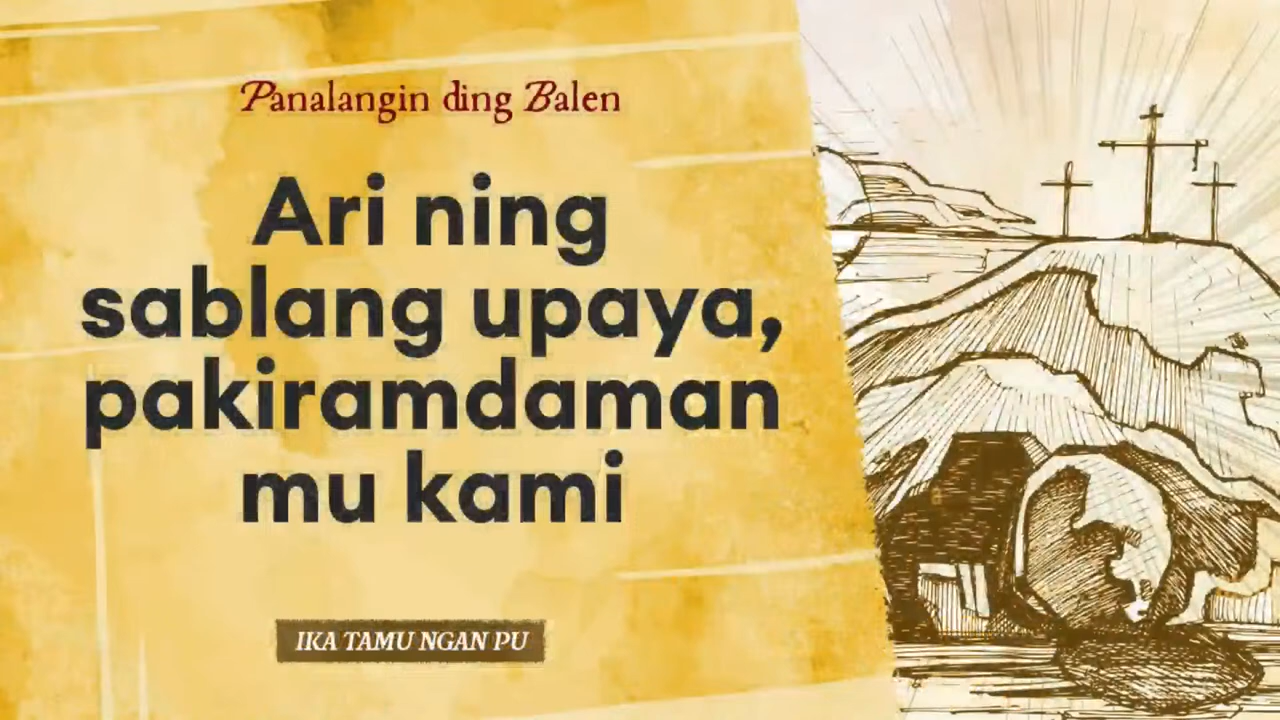 Panalangin ding Balen
Ari ning
sablang upaya,
pakiramdaman
mu kami
IKA TAMU NGAN PU